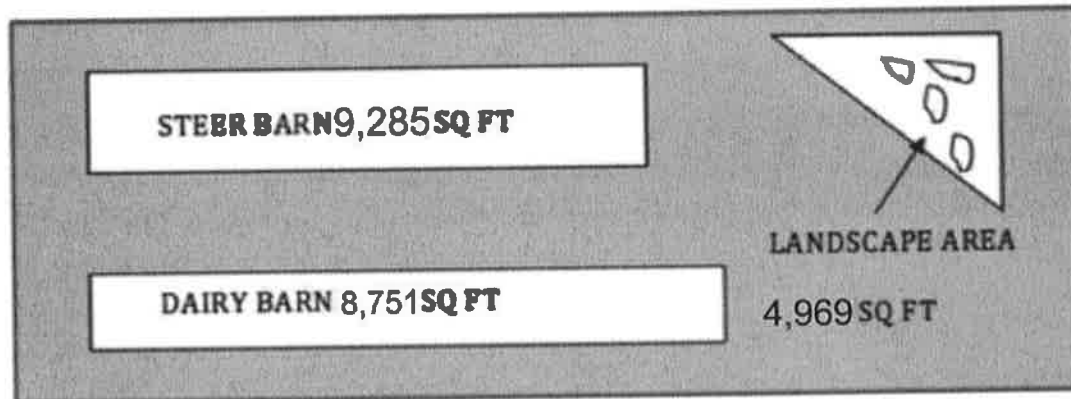 STEER BARN9,285SQ FT
LANDSCAPE AREA
DAIRY BARN 8,751SQ FT
4,969 SQ FT